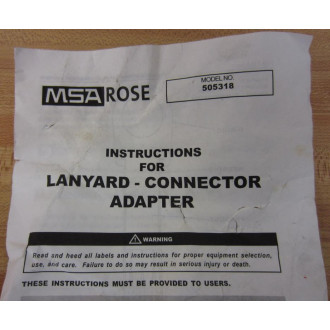 MSA ROSE
MODEL NO.
505318
INSTRUCTIONS
FOR
LANYARD - CONNECTOR
ADAPTER
WARNING
Read and heed all labels and instructions for proper equipment selection,
use, and care. Failure to do so may result in serious injury or death.
THESE INSTRUCTIONS MUST BE PROVIDED TO USERS.